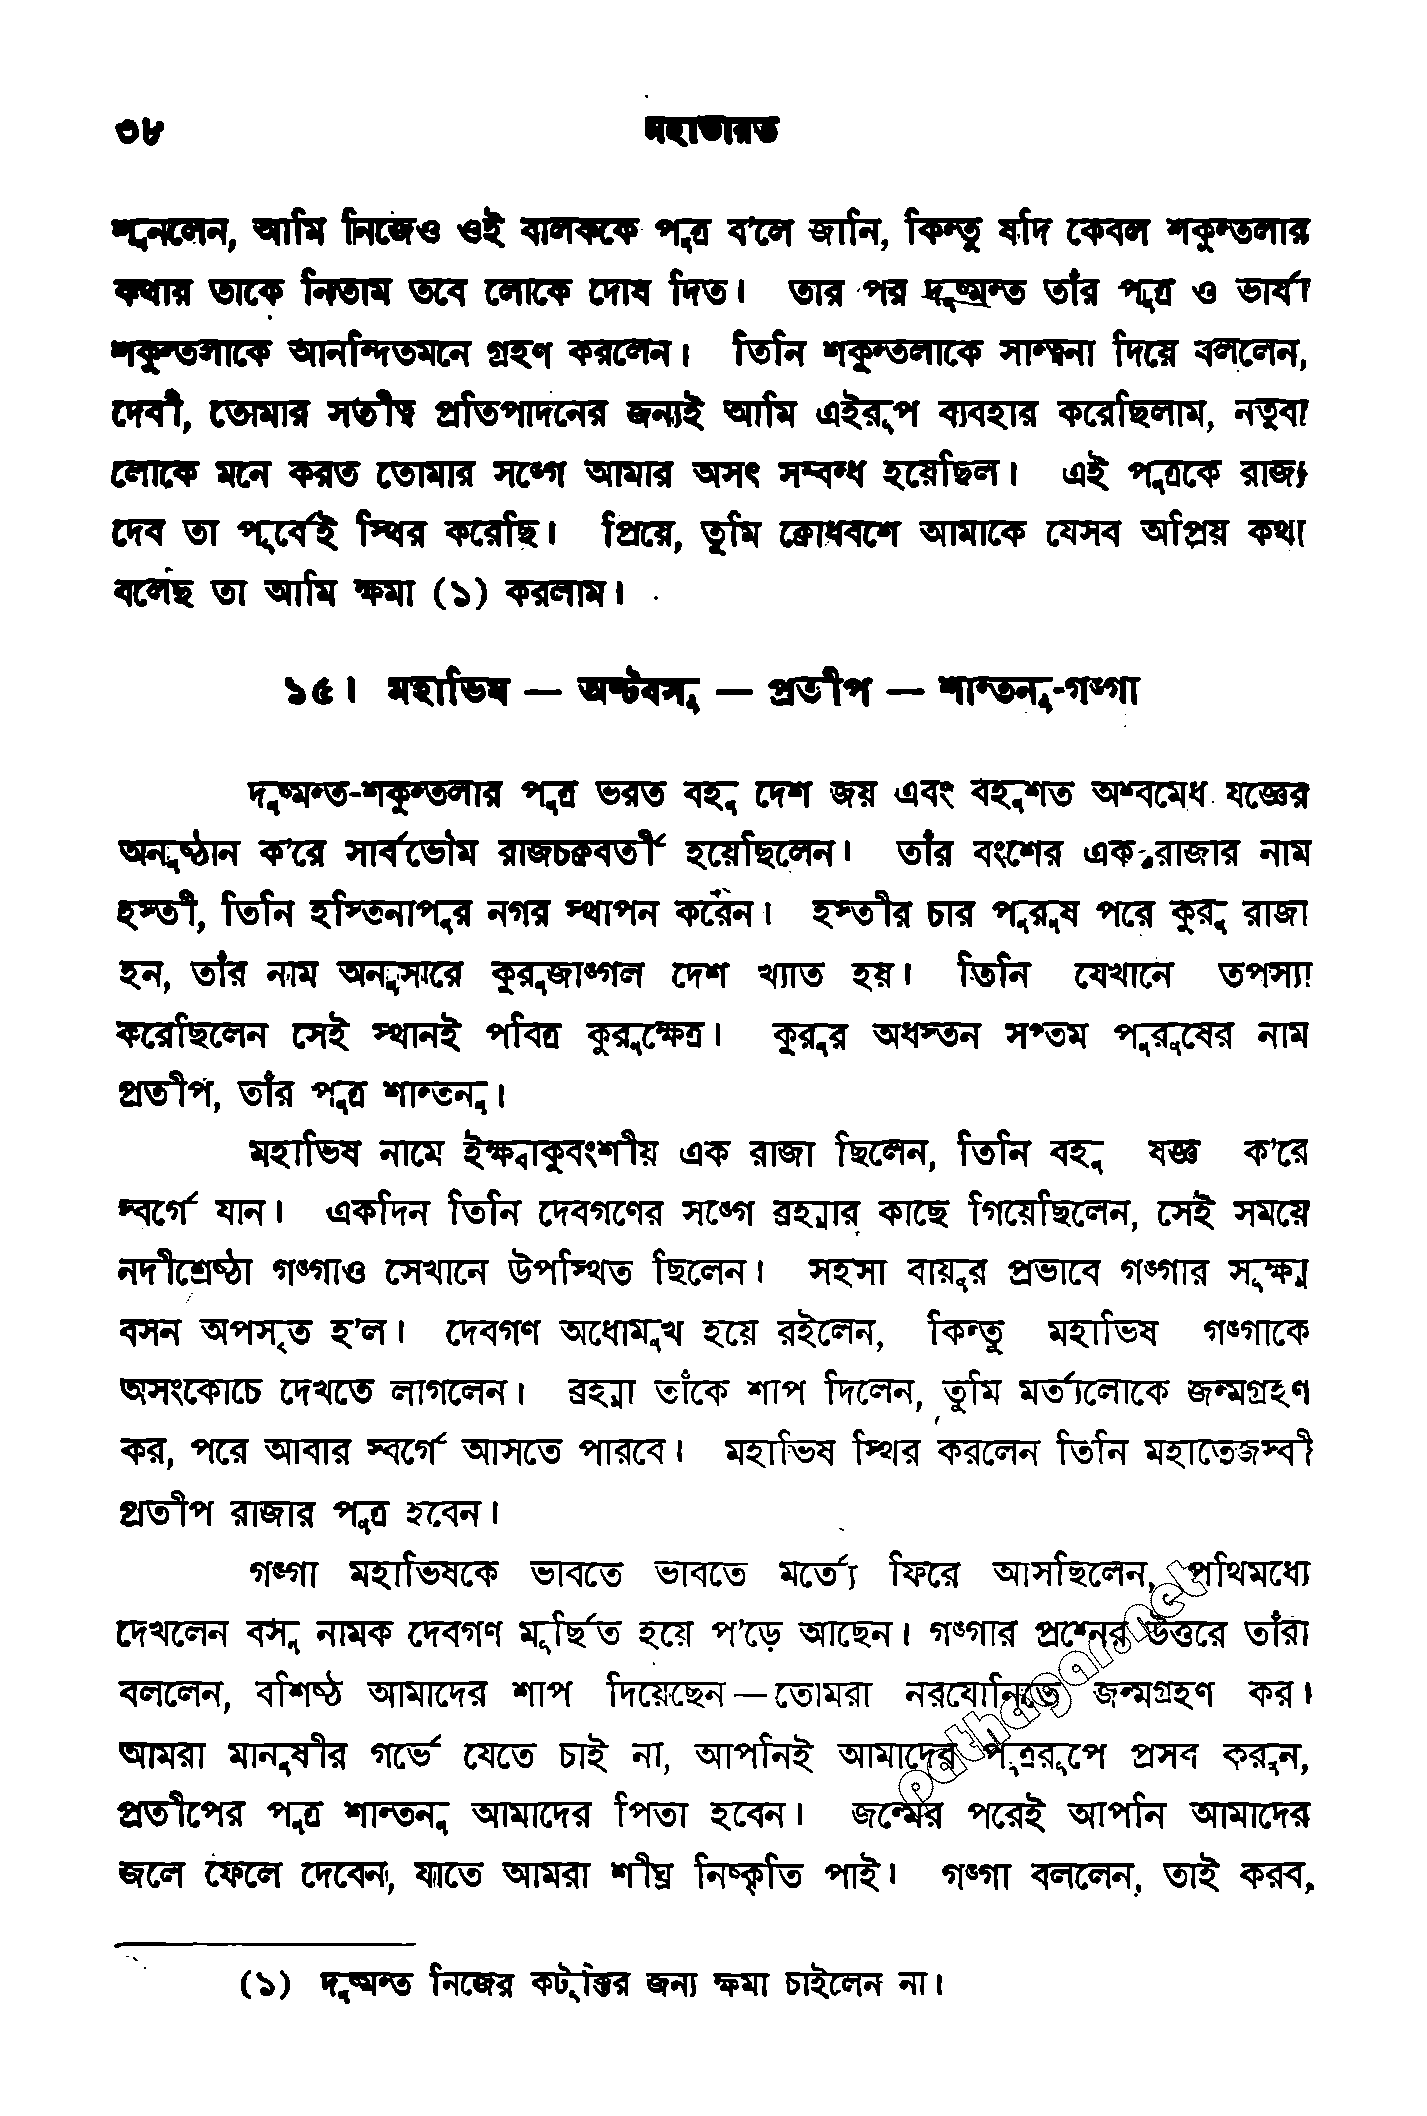 ৩৮ মহাভারত
শুনলেন, আমি নিজেও ওই বালককে পুত্র ব'লে জানি, কিন্তু যদি কেবল শকুন্তলার
কথায় তাকে নিতাম তবে লোকে দোষ দিত। তার পর দুষ্মন্ত তাঁর পুত্র ও ভার্যা
শকুন্তলাকে আনন্দিতমনে গ্রহণ করলেন। তিনি শকুন্তলাকে সান্ত্বনা দিয়ে বললেন,
দেবী, তোমার সতীত্ব প্রতিপাদনের জন্যই আমি এইরূপ ব্যবহার করেছিলাম, নতুবা
লোকে মনে করত তোমার সঙ্গে আমার অসৎ সম্বন্ধ হয়েছিল। এই পুত্রকে রাজ্য
দেব তা পূর্বেই স্থির করেছি। প্রিয়ে, তুমি ক্রোধবশে আমাকে যেসব অপ্রিয় কথা
বলেছ তা আমি ক্ষমা (১) করলাম।
১৫। মহাভিষ — অষ্টবসু — প্রতীপ — শান্তনু-গঙ্গা
দুষ্মন্ত-শকুন্তলার পুত্র ভরত বহু দেশ জয় এবং বহুশত অশ্বমেধ যজ্ঞের
অনুষ্ঠান ক'রে সার্বভৌম রাজচক্রবর্তী হয়েছিলেন। তাঁর বংশের এক রাজার নাম
হস্তী, তিনি হস্তিনাপুর নগর স্থাপন করেন। হস্তীর চার পুরুষ পরে কুরু রাজা
হন, তাঁর নাম অনুসারে কুরুজাঙ্গল দেশ খ্যাত হয়। তিনি যেখানে তপস্যা
করেছিলেন সেই স্থানই পবিত্র কুরুক্ষেত্র। কুরুর অধস্তন সপ্তম পুরুষের নাম
প্রতীপ, তাঁর পুত্র শান্তনু।
মহাভিষ নামে ইক্ষ্বাকুবংশীয় এক রাজা ছিলেন, তিনি বহু যজ্ঞ ক'রে
স্বর্গে যান। একদিন তিনি দেবগণের সঙ্গে ব্রহ্মার কাছে গিয়েছিলেন, সেই সময়ে
নদীশ্রেষ্ঠা গঙ্গাও সেখানে উপস্থিত ছিলেন। সহসা বায়ুর প্রভাবে গঙ্গার সূক্ষ্ম
বসন অপসৃত হ'ল। দেবগণ অধোমুখ হয়ে রইলেন, কিন্তু মহাভিষ গঙ্গাকে
অসংকোচে দেখতে লাগলেন। ব্রহ্মা তাঁকে শাপ দিলেন, তুমি মর্ত্যলোকে জন্মগ্রহণ
কর, পরে আবার স্বর্গে আসতে পারবে। মহাভিষ স্থির করলেন তিনি মহাতেজস্বী
প্রতীপ রাজার পুত্র হবেন।
গঙ্গা মহাভিষকে ভাবতে ভাবতে মর্ত্যে ফিরে আসছিলেন, পথিমধ্যে
দেখলেন বসু নামক দেবগণ মূর্ছিত হয়ে প'ড়ে আছেন। গঙ্গার প্রশ্নের উত্তরে তাঁরা
বললেন, বশিষ্ঠ আমাদের শাপ দিয়েছেন — তোমরা নরযোনিতে জন্মগ্রহণ কর।
আমরা মানুষীর গর্ভে যেতে চাই না, আপনিই আমাদের পুত্ররূপে প্রসব করুন,
প্রতীপের পুত্র শান্তনু আমাদের পিতা হবেন। জন্মের পরেই আপনি আমাদের
জলে ফেলে দেবেন, যাতে আমরা শীঘ্র নিষ্কৃতি পাই। গঙ্গা বললেন, তাই করব,
(১) দুষ্মন্ত নিজের কটূক্তির জন্য ক্ষমা চাইলেন না।
pathagar.net